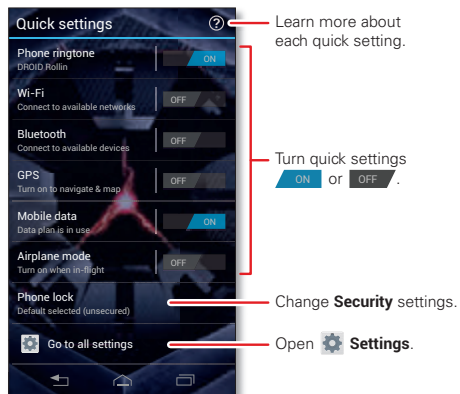 Quick settings ?
Learn more about
each quick setting.
Phone ringtone
DROID Rollin
ON
Wi-Fi
Connect to available networks
OFF
Bluetooth
Connect to available devices
OFF
GPS
Turn on to navigate & map
OFF
Mobile data
Data plan is in use
ON
Airplane mode
Turn on when in-flight
OFF
Turn quick settings
ON or OFF.
Phone lock
Default selected (unsecured)
Change Security settings.
Go to all settings
Open Settings.